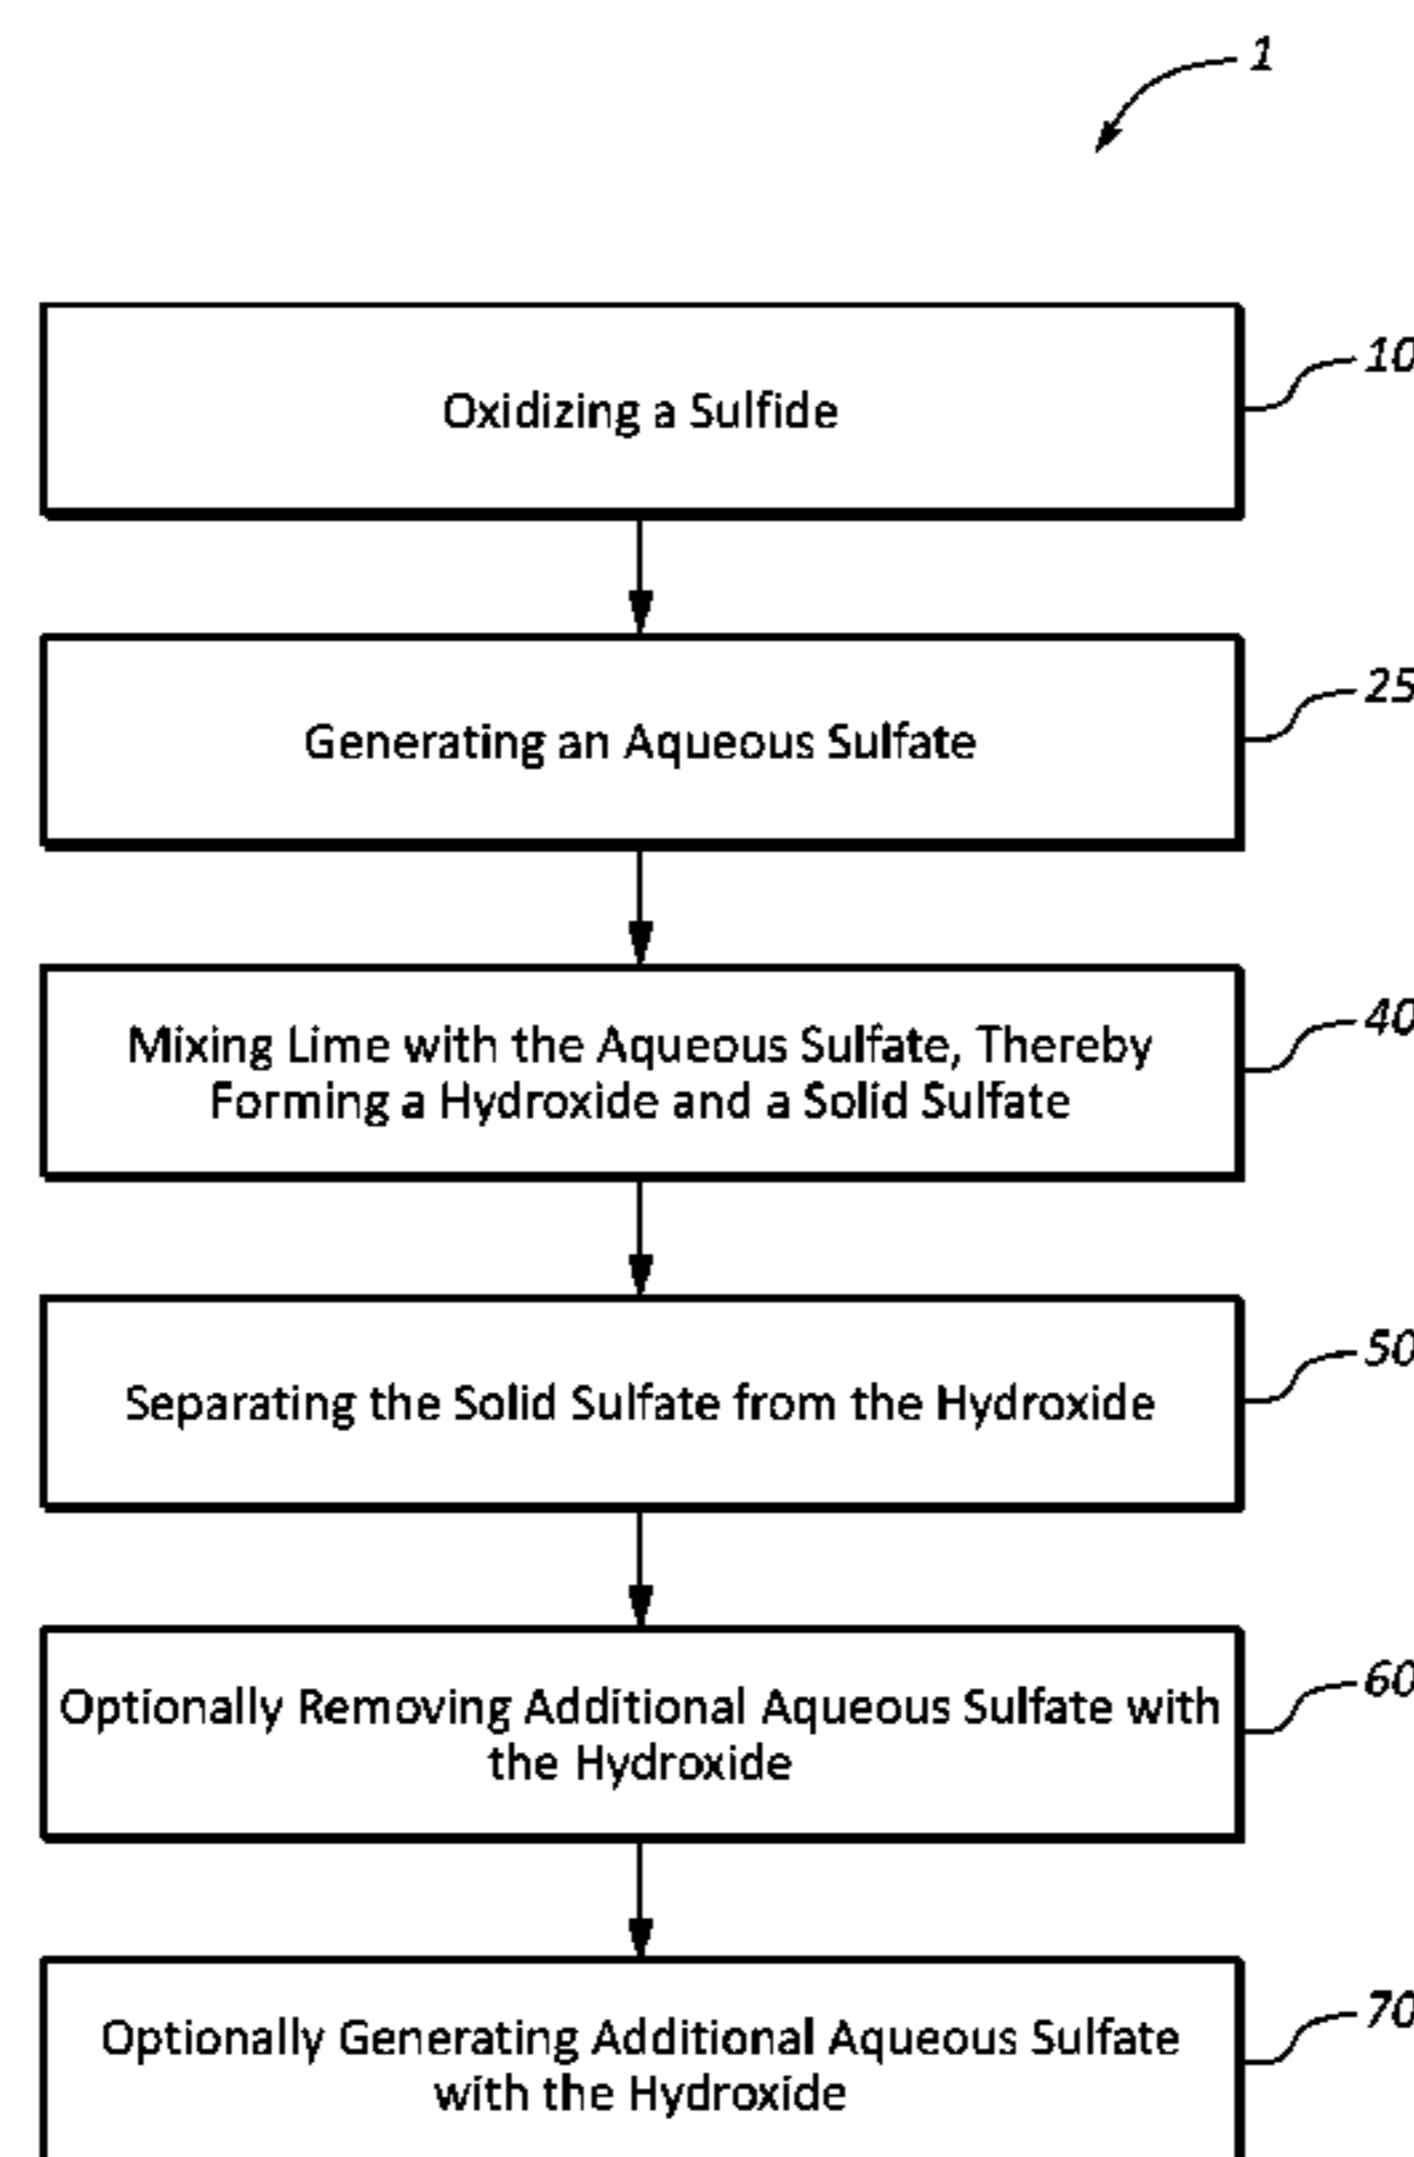 1
Oxidizing a Sulfide
10
Generating an Aqueous Sulfate
25
Mixing Lime with the Aqueous Sulfate, Thereby
Forming a Hydroxide and a Solid Sulfate
40
Separating the Solid Sulfate from the Hydroxide
50
Optionally Removing Additional Aqueous Sulfate with
the Hydroxide
60
Optionally Generating Additional Aqueous Sulfate
with the Hydroxide
70